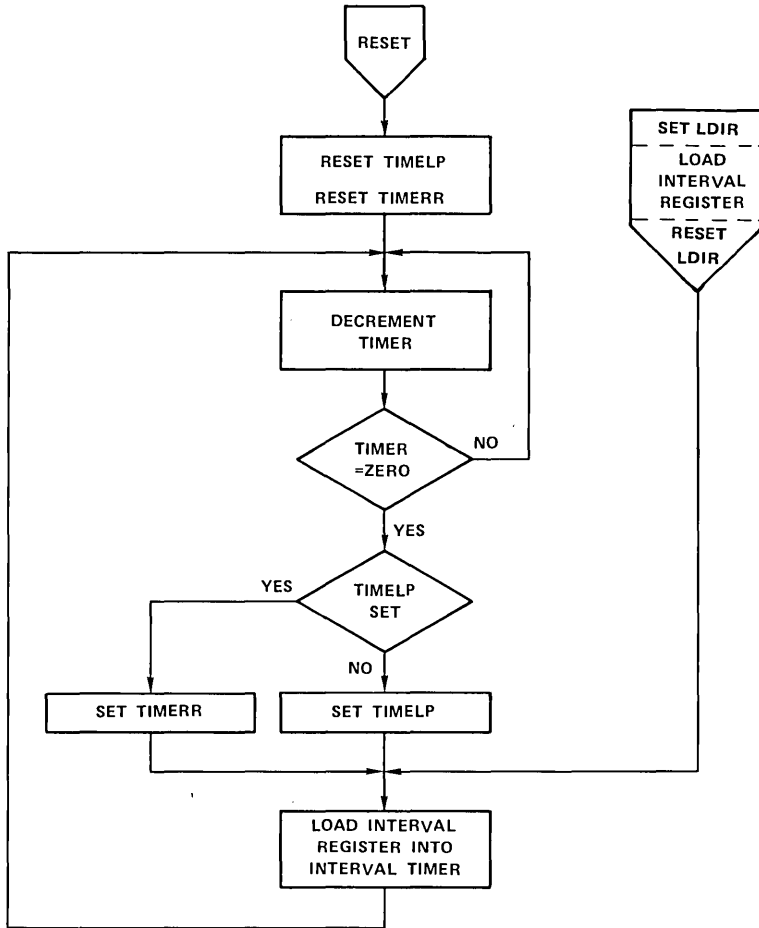 RESET
RESET TIMELP
RESET TIMERR
SET LDIR
LOAD
INTERVAL
REGISTER
RESET
LDIR
DECREMENT
TIMER
TIMER
=ZERO
NO
YES
TIMELP
SET
YES
NO
SET TIMERR
SET TIMELP
LOAD INTERVAL
REGISTER INTO
INTERVAL TIMER